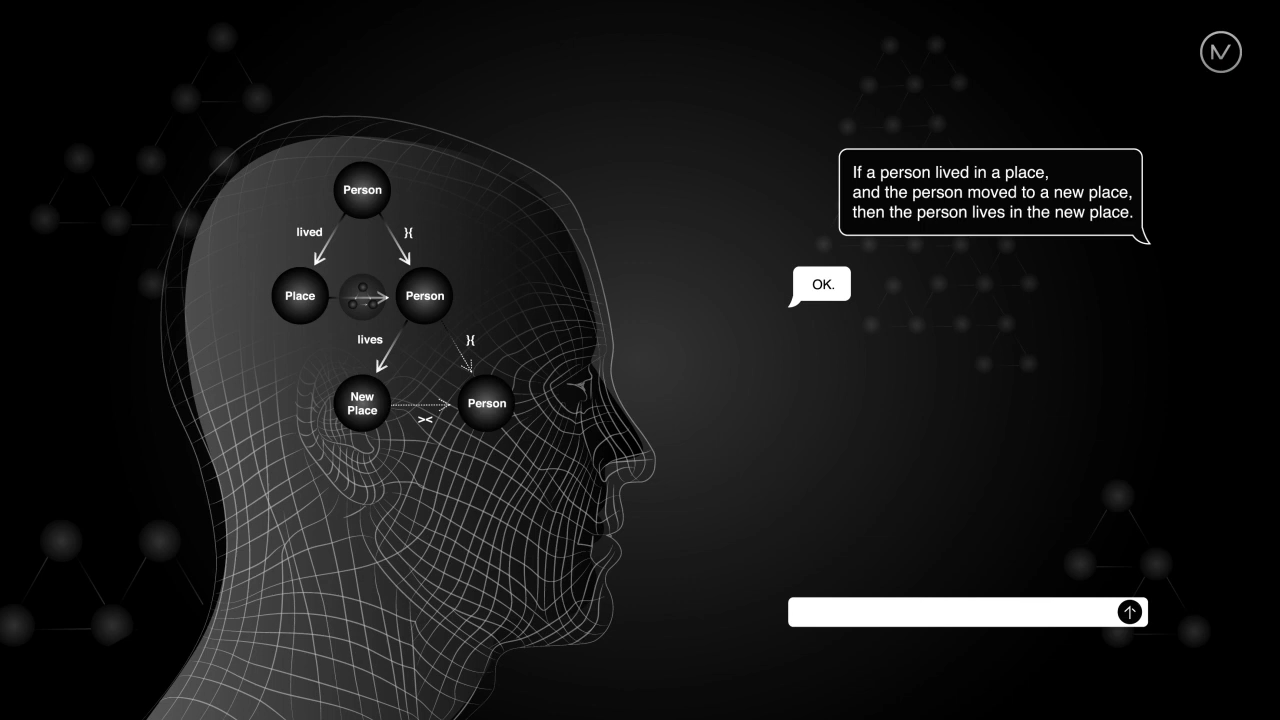 Person
lived
}{
Place
Person
lives
}{
New
Place
Person
><
If a person lived in a place,
and the person moved to a new place,
then the person lives in the new place.
OK.